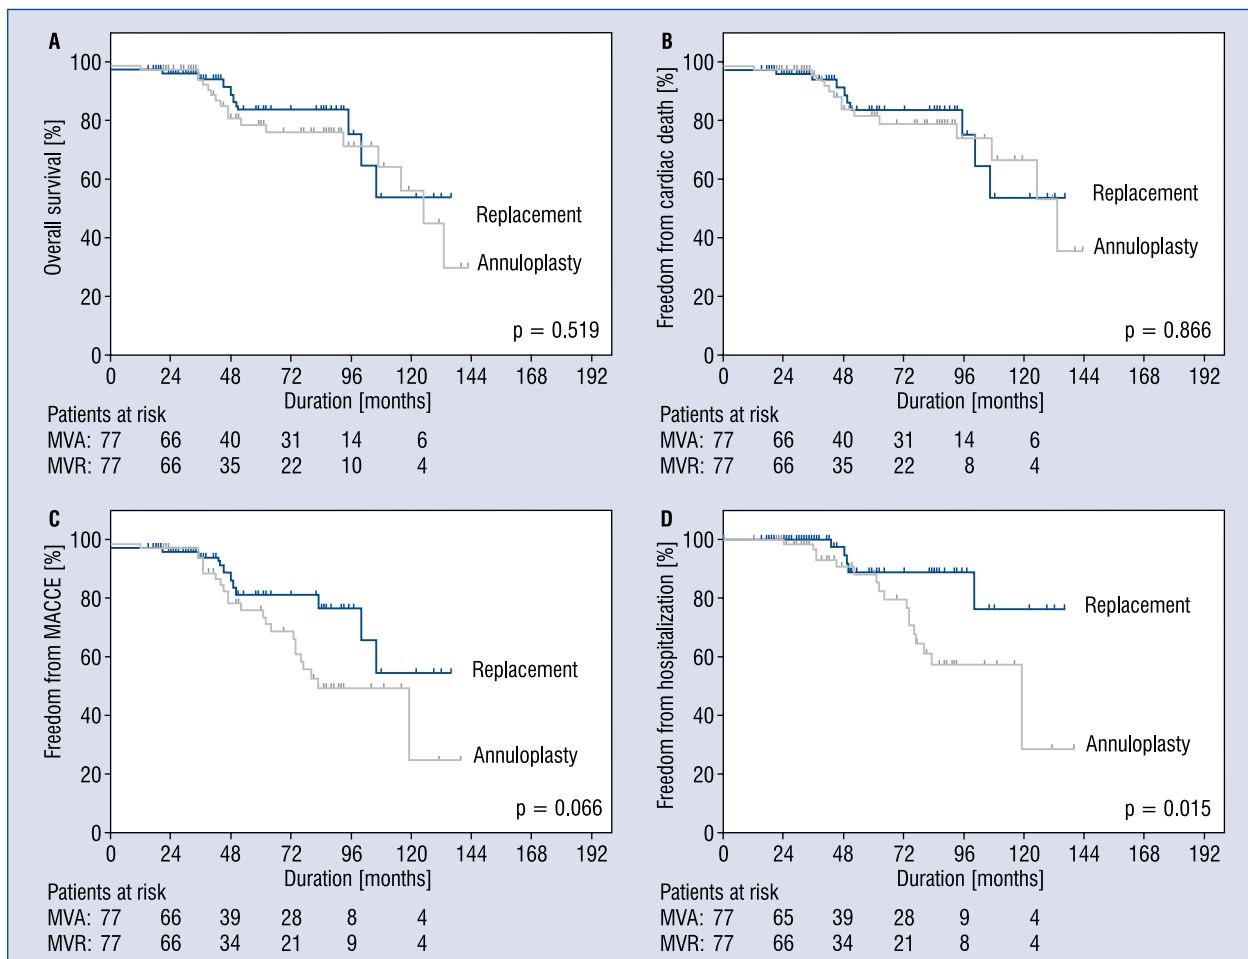 A
100
80
60
40
20
0
Overall survival [%]
Replacement
Annuloplasty
p = 0.519
0 24 48 72 96 120 144 168 192
Duration [months]
Patients at risk
MVA: 77 66 40 31 14 6
MVR: 77 66 35 22 10 4
B
100
80
60
40
20
0
Freedom from cardiac death [%]
Replacement
Annuloplasty
p = 0.866
0 24 48 72 96 120 144 168 192
Duration [months]
Patients at risk
MVA: 77 66 40 31 14 6
MVR: 77 66 35 22 8 4
C
100
80
60
40
20
0
Freedom from MACCE [%]
Replacement
Annuloplasty
p = 0.066
0 24 48 72 96 120 144 168 192
Duration [months]
Patients at risk
MVA: 77 66 39 28 8 4
MVR: 77 66 34 21 9 4
D
100
80
60
40
20
0
Freedom from hospitalization [%]
Replacement
Annuloplasty
p = 0.015
0 24 48 72 96 120 144 168 192
Duration [months]
Patients at risk
MVA: 77 65 39 28 9 4
MVR: 77 66 34 21 8 4